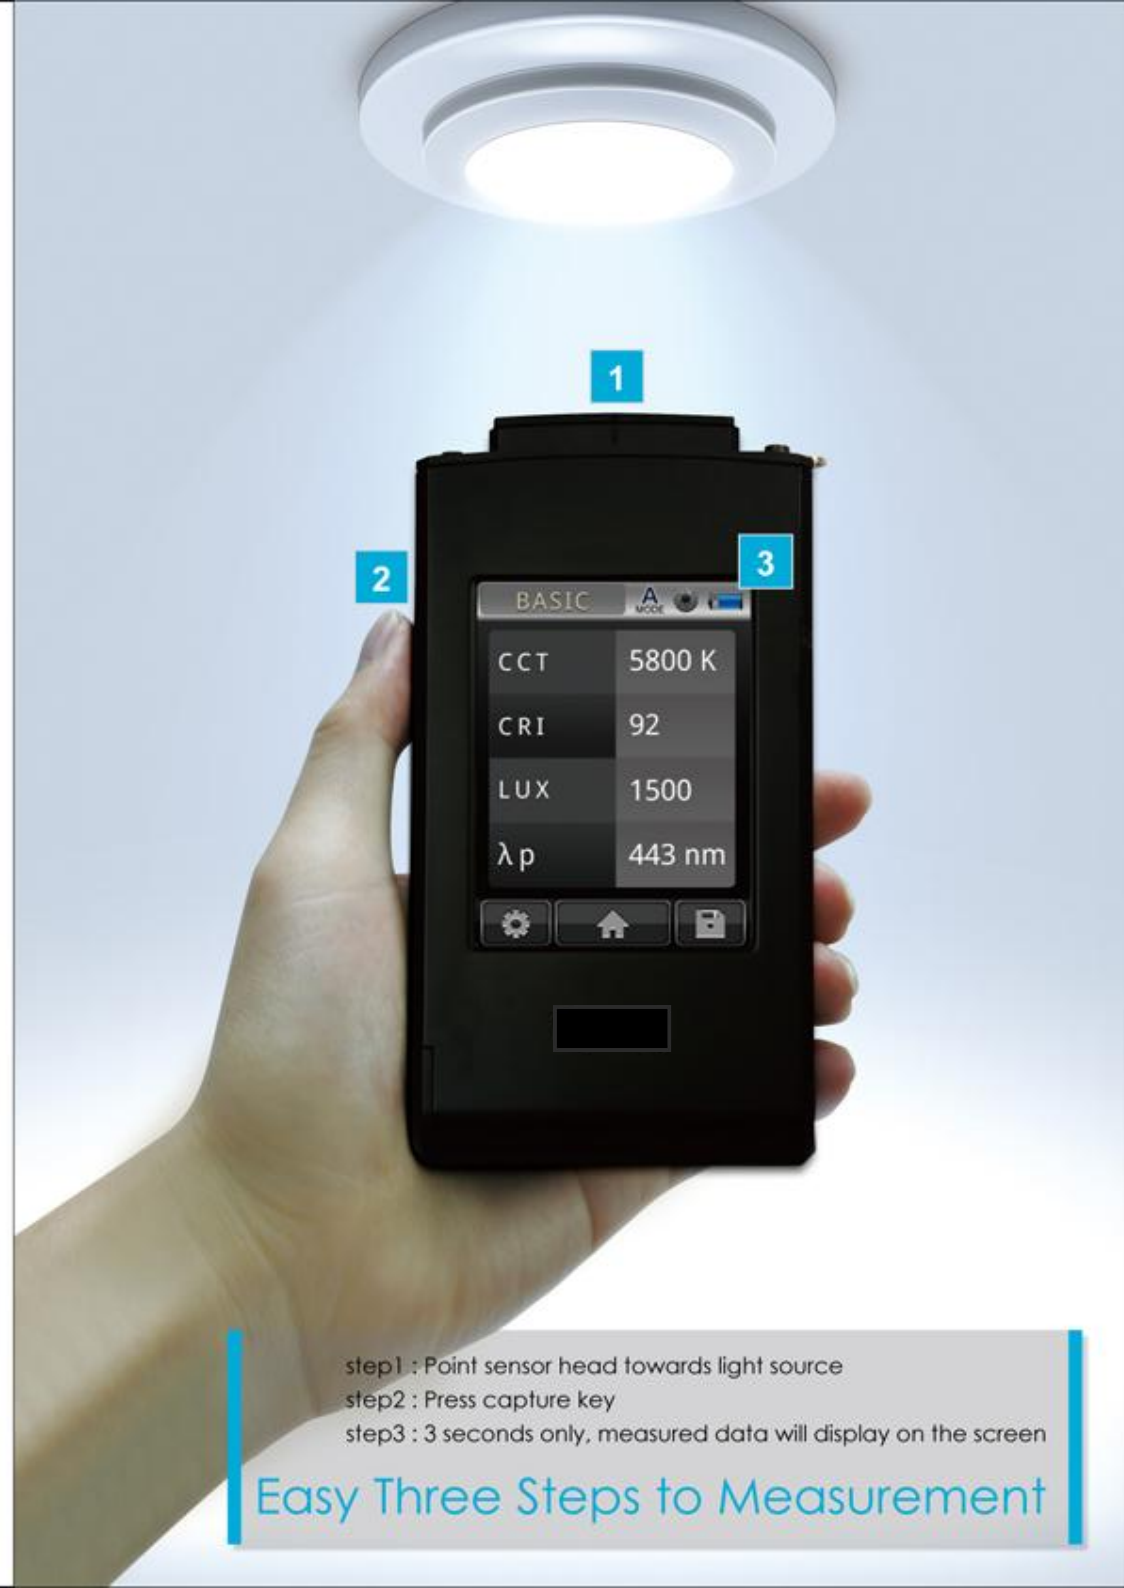 1
2
3
BASIC
A
MODE
CCT 5800 K
CRI 92
LUX 1500
λp 443 nm
step1 : Point sensor head towards light source
step2 : Press capture key
step3 : 3 seconds only, measured data will display on the screen
Easy Three Steps to Measurement